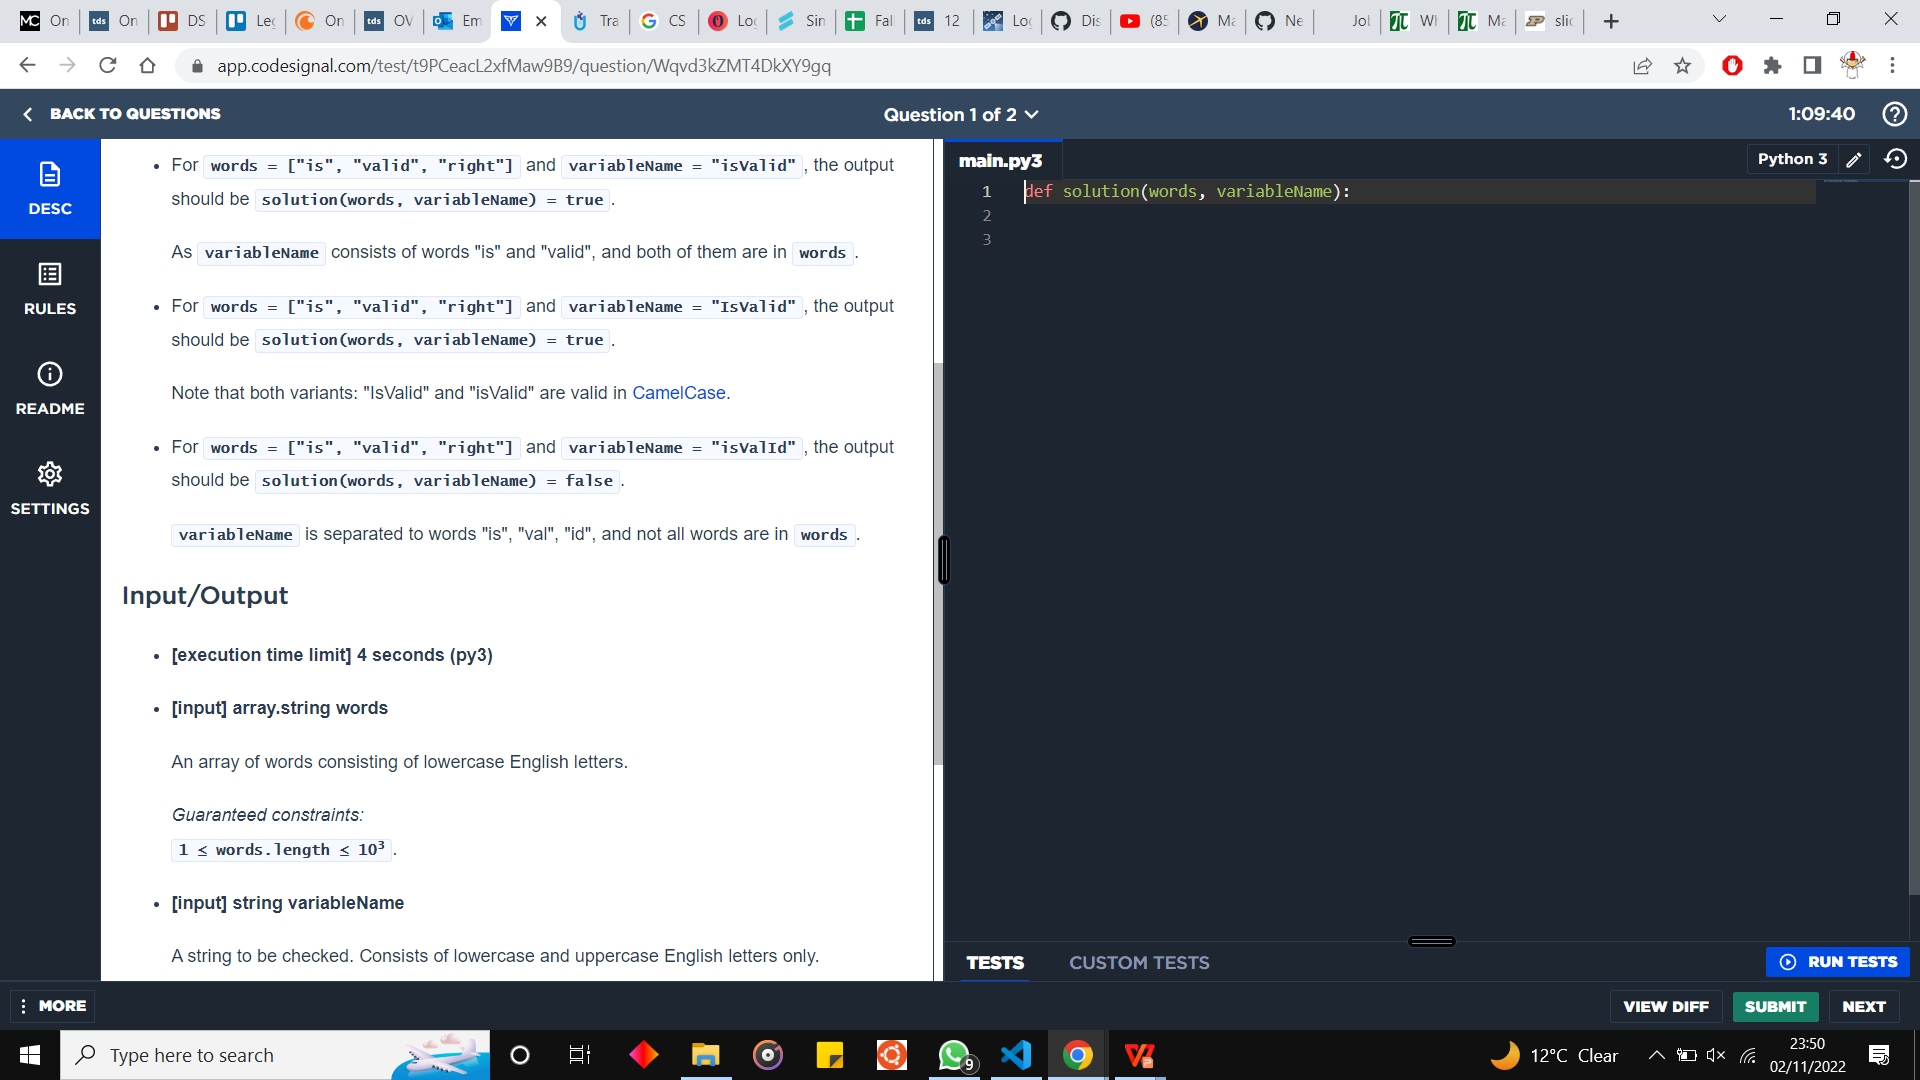 On
On
DS
Leg
On
OV
Em
Tra
CS
Log
Sin
Fall
12
Log
Dis
(85
Ma
Ne
Jol
Wh
Ma
slic
app.codesignal.com/test/t9PCeacL2xfMaw9B9/question/Wqvd3kZMT4DkXY9gq
BACK TO QUESTIONS
Question 1 of 2
1:09:40
DESC
RULES
README
SETTINGS
• For words = ["is", "valid", "right"] and variableName = "isValid", the output
should be solution(words, variableName) = true.
As variableName consists of words "is" and "valid", and both of them are in words.
• For words = ["is", "valid", "right"] and variableName = "IsValid", the output
should be solution(words, variableName) = true.
Note that both variants: "IsValid" and "isValid" are valid in CamelCase.
• For words = ["is", "valid", "right"] and variableName = "isValId", the output
should be solution(words, variableName) = false.
variableName is separated to words "is", "val", "id", and not all words are in words.
Input/Output
• [execution time limit] 4 seconds (py3)
• [input] array.string words
An array of words consisting of lowercase English letters.
Guaranteed constraints:
1 ≤ words.length ≤ 10³.
• [input] string variableName
A string to be checked. Consists of lowercase and uppercase English letters only.
main.py3
Python 3
1 def solution(words, variableName):
2
3
TESTS
CUSTOM TESTS
RUN TESTS
MORE
VIEW DIFF
SUBMIT
NEXT
Type here to search
9
12°C Clear
23:50
02/11/2022